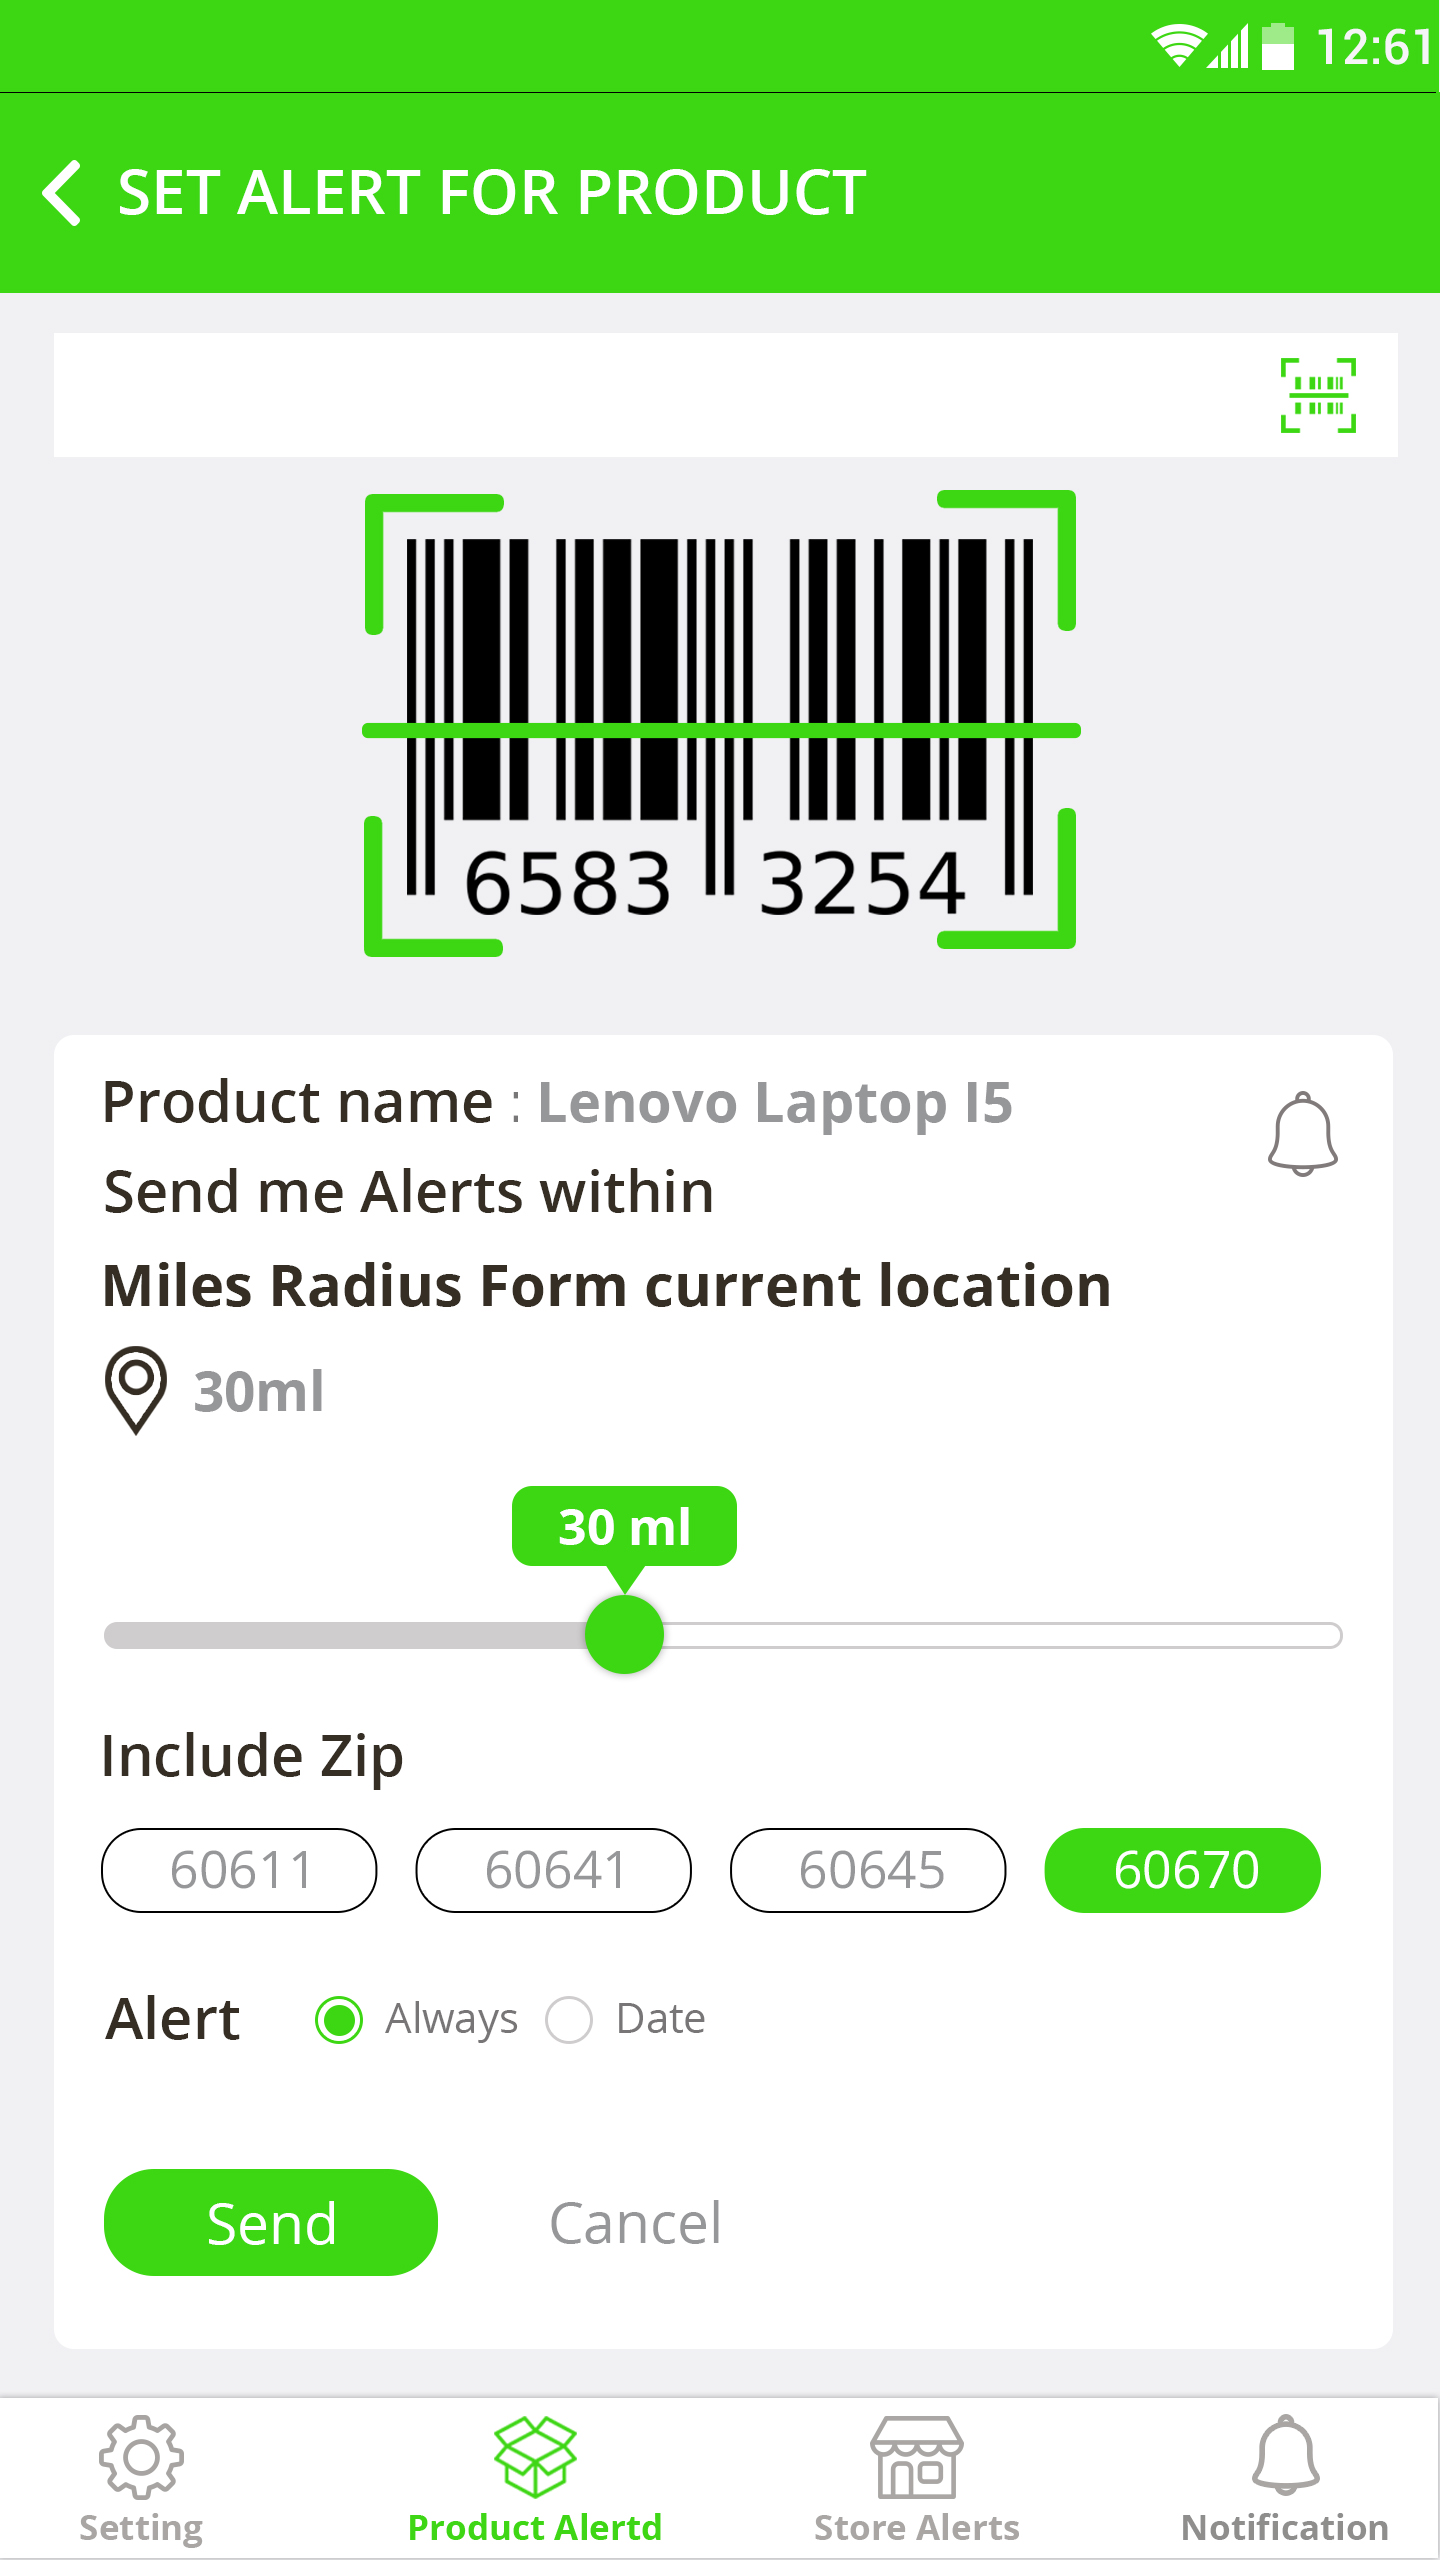 12:61
SET ALERT FOR PRODUCT
6583 3254
Product name : Lenovo Laptop I5
Send me Alerts within
Miles Radius Form current location
30ml
30 ml
Include Zip
60611 60641 60645 60670
Alert Always Date
Send Cancel
Setting Product Alertd Store Alerts Notification